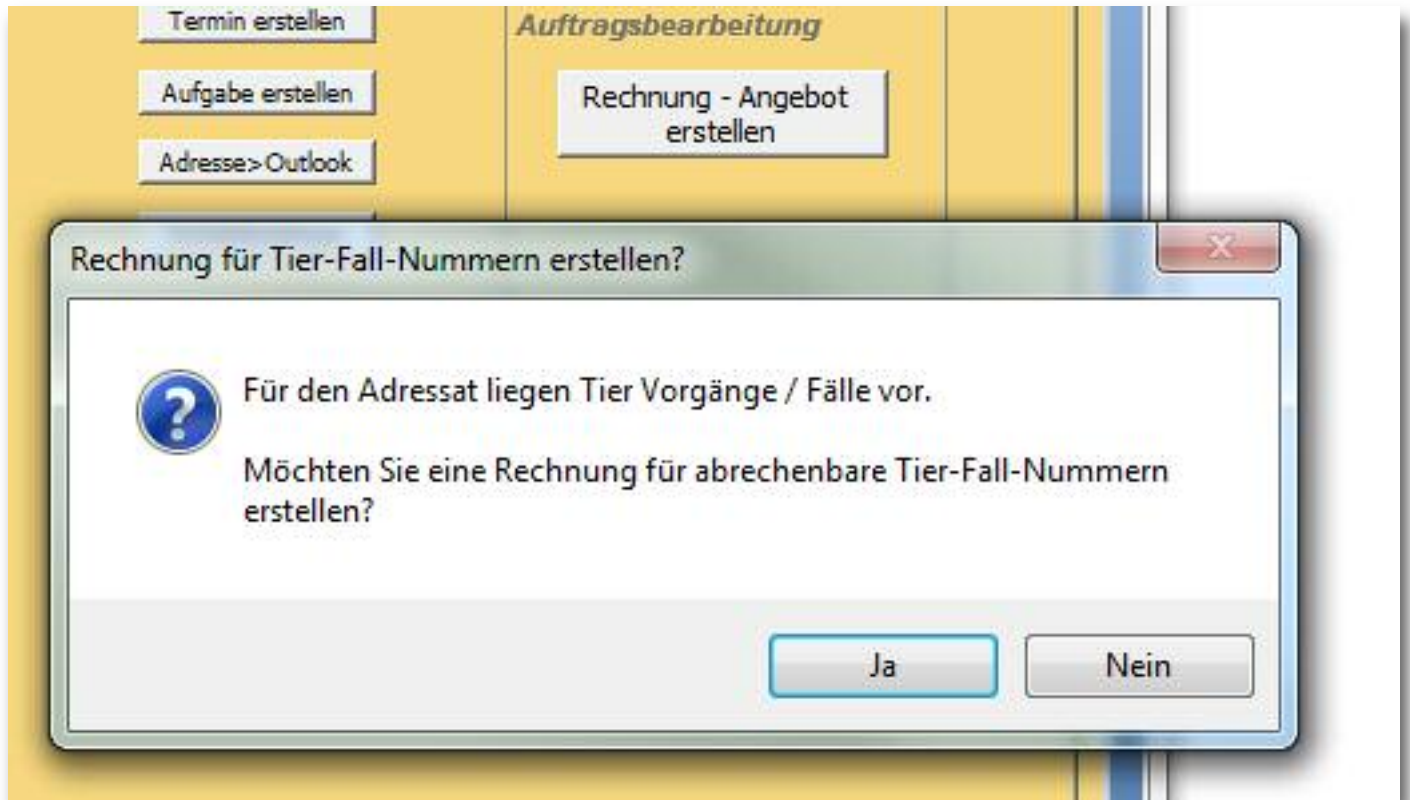 Termin erstellen
Auftragsbearbeitung
Aufgabe erstellen
Rechnung - Angebot
erstellen
Adresse>Outlook
Rechnung für Tier-Fall-Nummern erstellen?
Für den Adressat liegen Tier Vorgänge / Fälle vor.
Möchten Sie eine Rechnung für abrechenbare Tier-Fall-Nummern
erstellen?
Ja
Nein